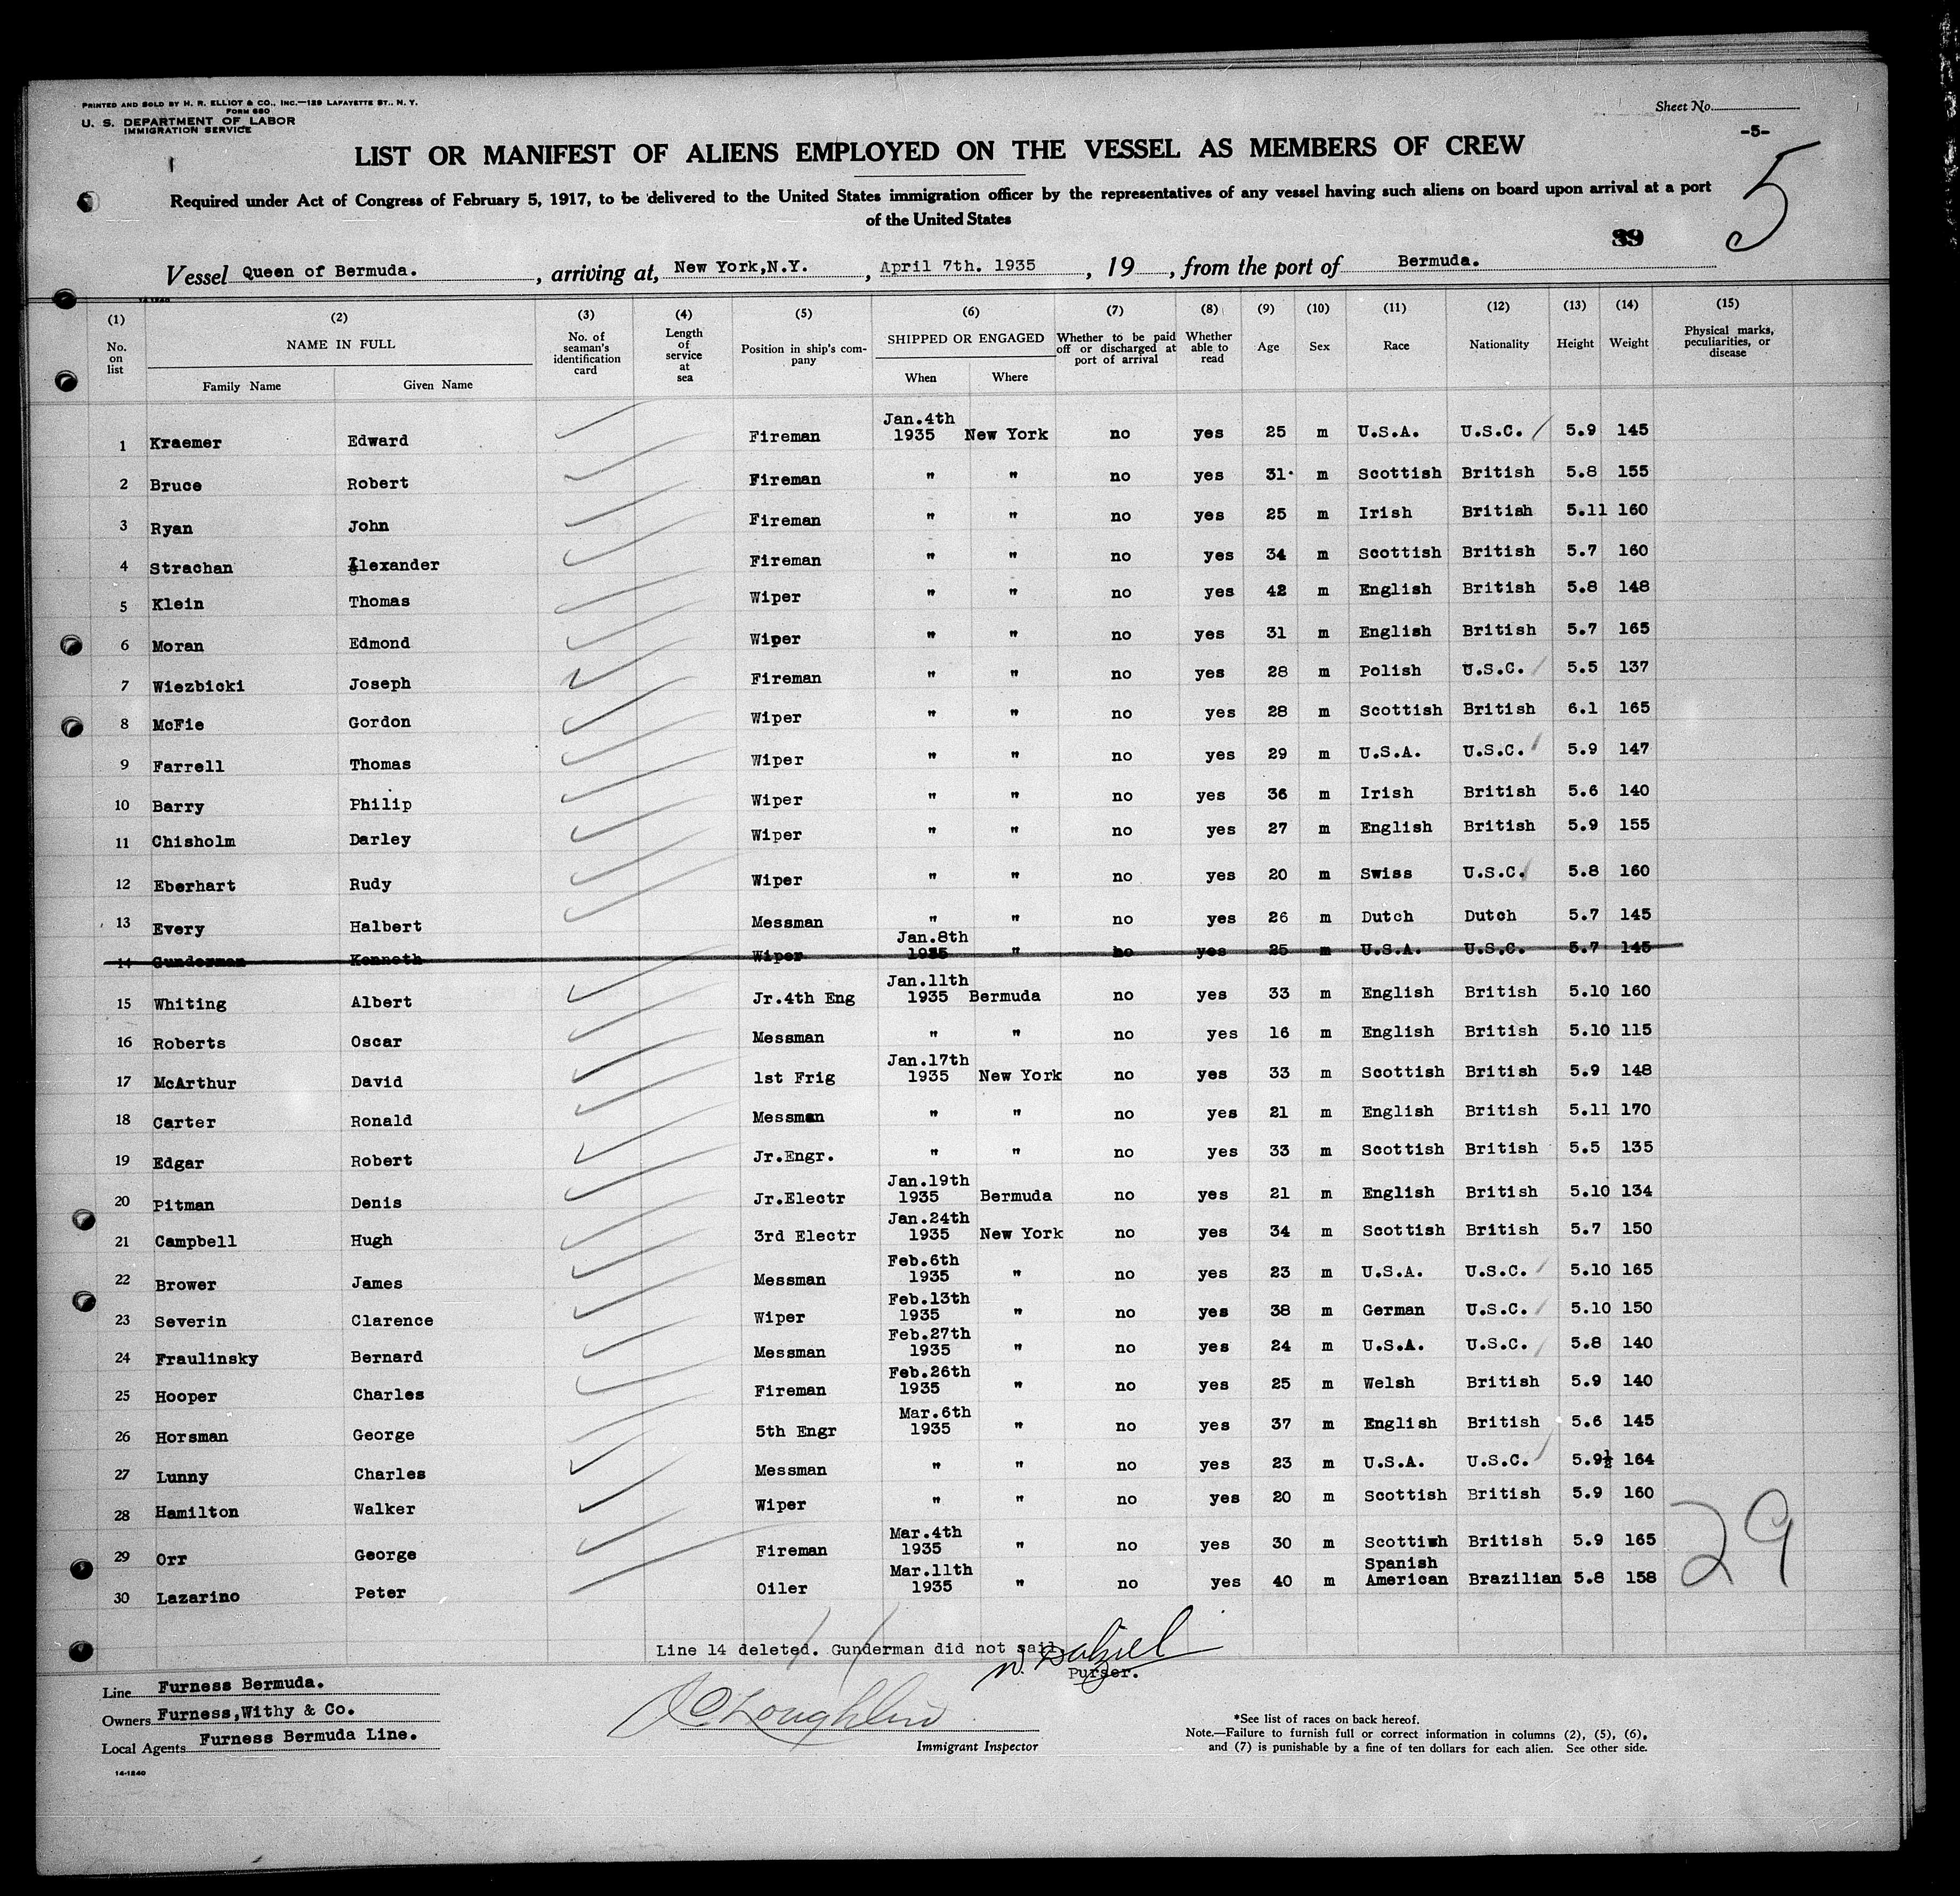 PRINTED AND SOLD BY H. R. ELLIOT & CO., INC.—129 LAFAYETTE ST., N. Y.
FORM 680
U. S. DEPARTMENT OF LABOR
IMMIGRATION SERVICE
Sheet No.
-5-
5
LIST OR MANIFEST OF ALIENS EMPLOYED ON THE VESSEL AS MEMBERS OF CREW
Required under Act of Congress of February 5, 1917, to be delivered to the United States immigration officer by the representatives of any vessel having such aliens on board upon arrival at a port
of the United States
39
Vessel Queen of Bermuda. , arriving at, New York,N.Y. , April 7th. 1935 , 19 , from the port of Bermuda.
(1) (2) (3) (4) (5) (6) (7) (8) (9) (10) (11) (12) (13) (14) (15)
No. on list NAME IN FULL Family Name Given Name No. of seaman's identification card Length of service at sea Position in ship's company SHIPPED OR ENGAGED When Where Whether to be paid off or discharged at port of arrival Whether able to read Age Sex Race Nationality Height Weight Physical marks, peculiarities, or disease
1 Kraemer Edward Fireman Jan.4th 1935 New York no yes 25 m U.S.A. U.S.C. 5.9 145
2 Bruce Robert Fireman " " no yes 31 m Scottish British 5.8 155
3 Ryan John Fireman " " no yes 25 m Irish British 5.11 160
4 Strachan Alexander Fireman " " no yes 34 m Scottish British 5.7 160
5 Klein Thomas Wiper " " no yes 42 m English British 5.8 148
6 Moran Edmond Wiper " " no yes 31 m English British 5.7 165
7 Wiezbicki Joseph Fireman " " no yes 28 m Polish U.S.C. 5.5 137
8 McFie Gordon Wiper " " no yes 28 m Scottish British 6.1 165
9 Farrell Thomas Wiper " " no yes 29 m U.S.A. U.S.C. 5.9 147
10 Barry Philip Wiper " " no yes 36 m Irish British 5.6 140
11 Chisholm Darley Wiper " " no yes 27 m English British 5.9 155
12 Eberhart Rudy Wiper " " no yes 20 m Swiss U.S.C. 5.8 160
13 Every Halbert Messman " " no yes 26 m Dutch Dutch 5.7 145
14 Gunderman Kenneth Wiper Jan.8th 1935 " no yes 25 m U.S.A. U.S.C. 5.7 145
15 Whiting Albert Jr.4th Eng Jan.11th 1935 Bermuda no yes 33 m English British 5.10 160
16 Roberts Oscar Messman " " no yes 16 m English British 5.10 115
17 McArthur David 1st Frig Jan.17th 1935 New York no yes 33 m Scottish British 5.9 148
18 Carter Ronald Messman " " no yes 21 m English British 5.11 170
19 Edgar Robert Jr.Engr. " " no yes 33 m Scottish British 5.5 135
20 Pitman Denis Jr.Electr Jan.19th 1935 Bermuda no yes 21 m English British 5.10 134
21 Campbell Hugh 3rd Electr Jan.24th 1935 New York no yes 34 m Scottish British 5.7 150
22 Brower James Messman Feb.6th 1935 " no yes 23 m U.S.A. U.S.C. 5.10 165
23 Severin Clarence Wiper Feb.13th 1935 " no yes 38 m German U.S.C. 5.10 150
24 Fraulinsky Bernard Messman Feb.27th 1935 " no yes 24 m U.S.A. U.S.C. 5.8 140
25 Hooper Charles Fireman Feb.26th 1935 " no yes 25 m Welsh British 5.9 140
26 Horsman George 5th Engr Mar.6th 1935 " no yes 37 m English British 5.6 145
27 Lunny Charles Messman " " no yes 23 m U.S.A. U.S.C. 5.9½ 164
28 Hamilton Walker Wiper " " no yes 20 m Scottish British 5.9 160
29 Orr George Fireman Mar.4th 1935 " no yes 30 m Scottish British 5.9 165
30 Lazarino Peter Oiler Mar.11th 1935 " no yes 40 m Spanish American Brazilian 5.8 158
29
Line 14 deleted. Gunderman did not sail.
W. Dalziel
Purser.
Line Furness Bermuda.
Owners Furness,Withy & Co.
Local Agents Furness Bermuda Line.
14-1240
Immigrant Inspector
*See list of races on back hereof.
Note.—Failure to furnish full or correct information in columns (2), (5), (6),
and (7) is punishable by a fine of ten dollars for each alien. See other side.